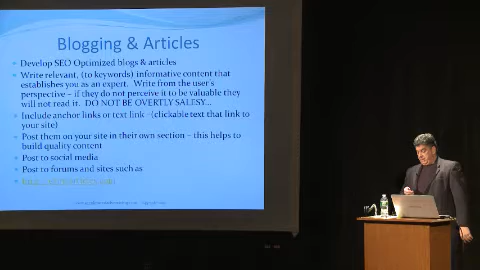 Blogging & Articles
Develop SEO Optimized blogs & articles
Write relevant, (to keywords) informative content that
establishes you as an expert. Write from the user's
perspective – if they do not perceive it to be valuable they
will not read it. DO NOT BE OVERTLY SALESY...
Include anchor links or text link –(clickable text that link to
your site)
Post them on your site in their own section – this helps to
build quality content
Post to social media
Post to forums and sites such as